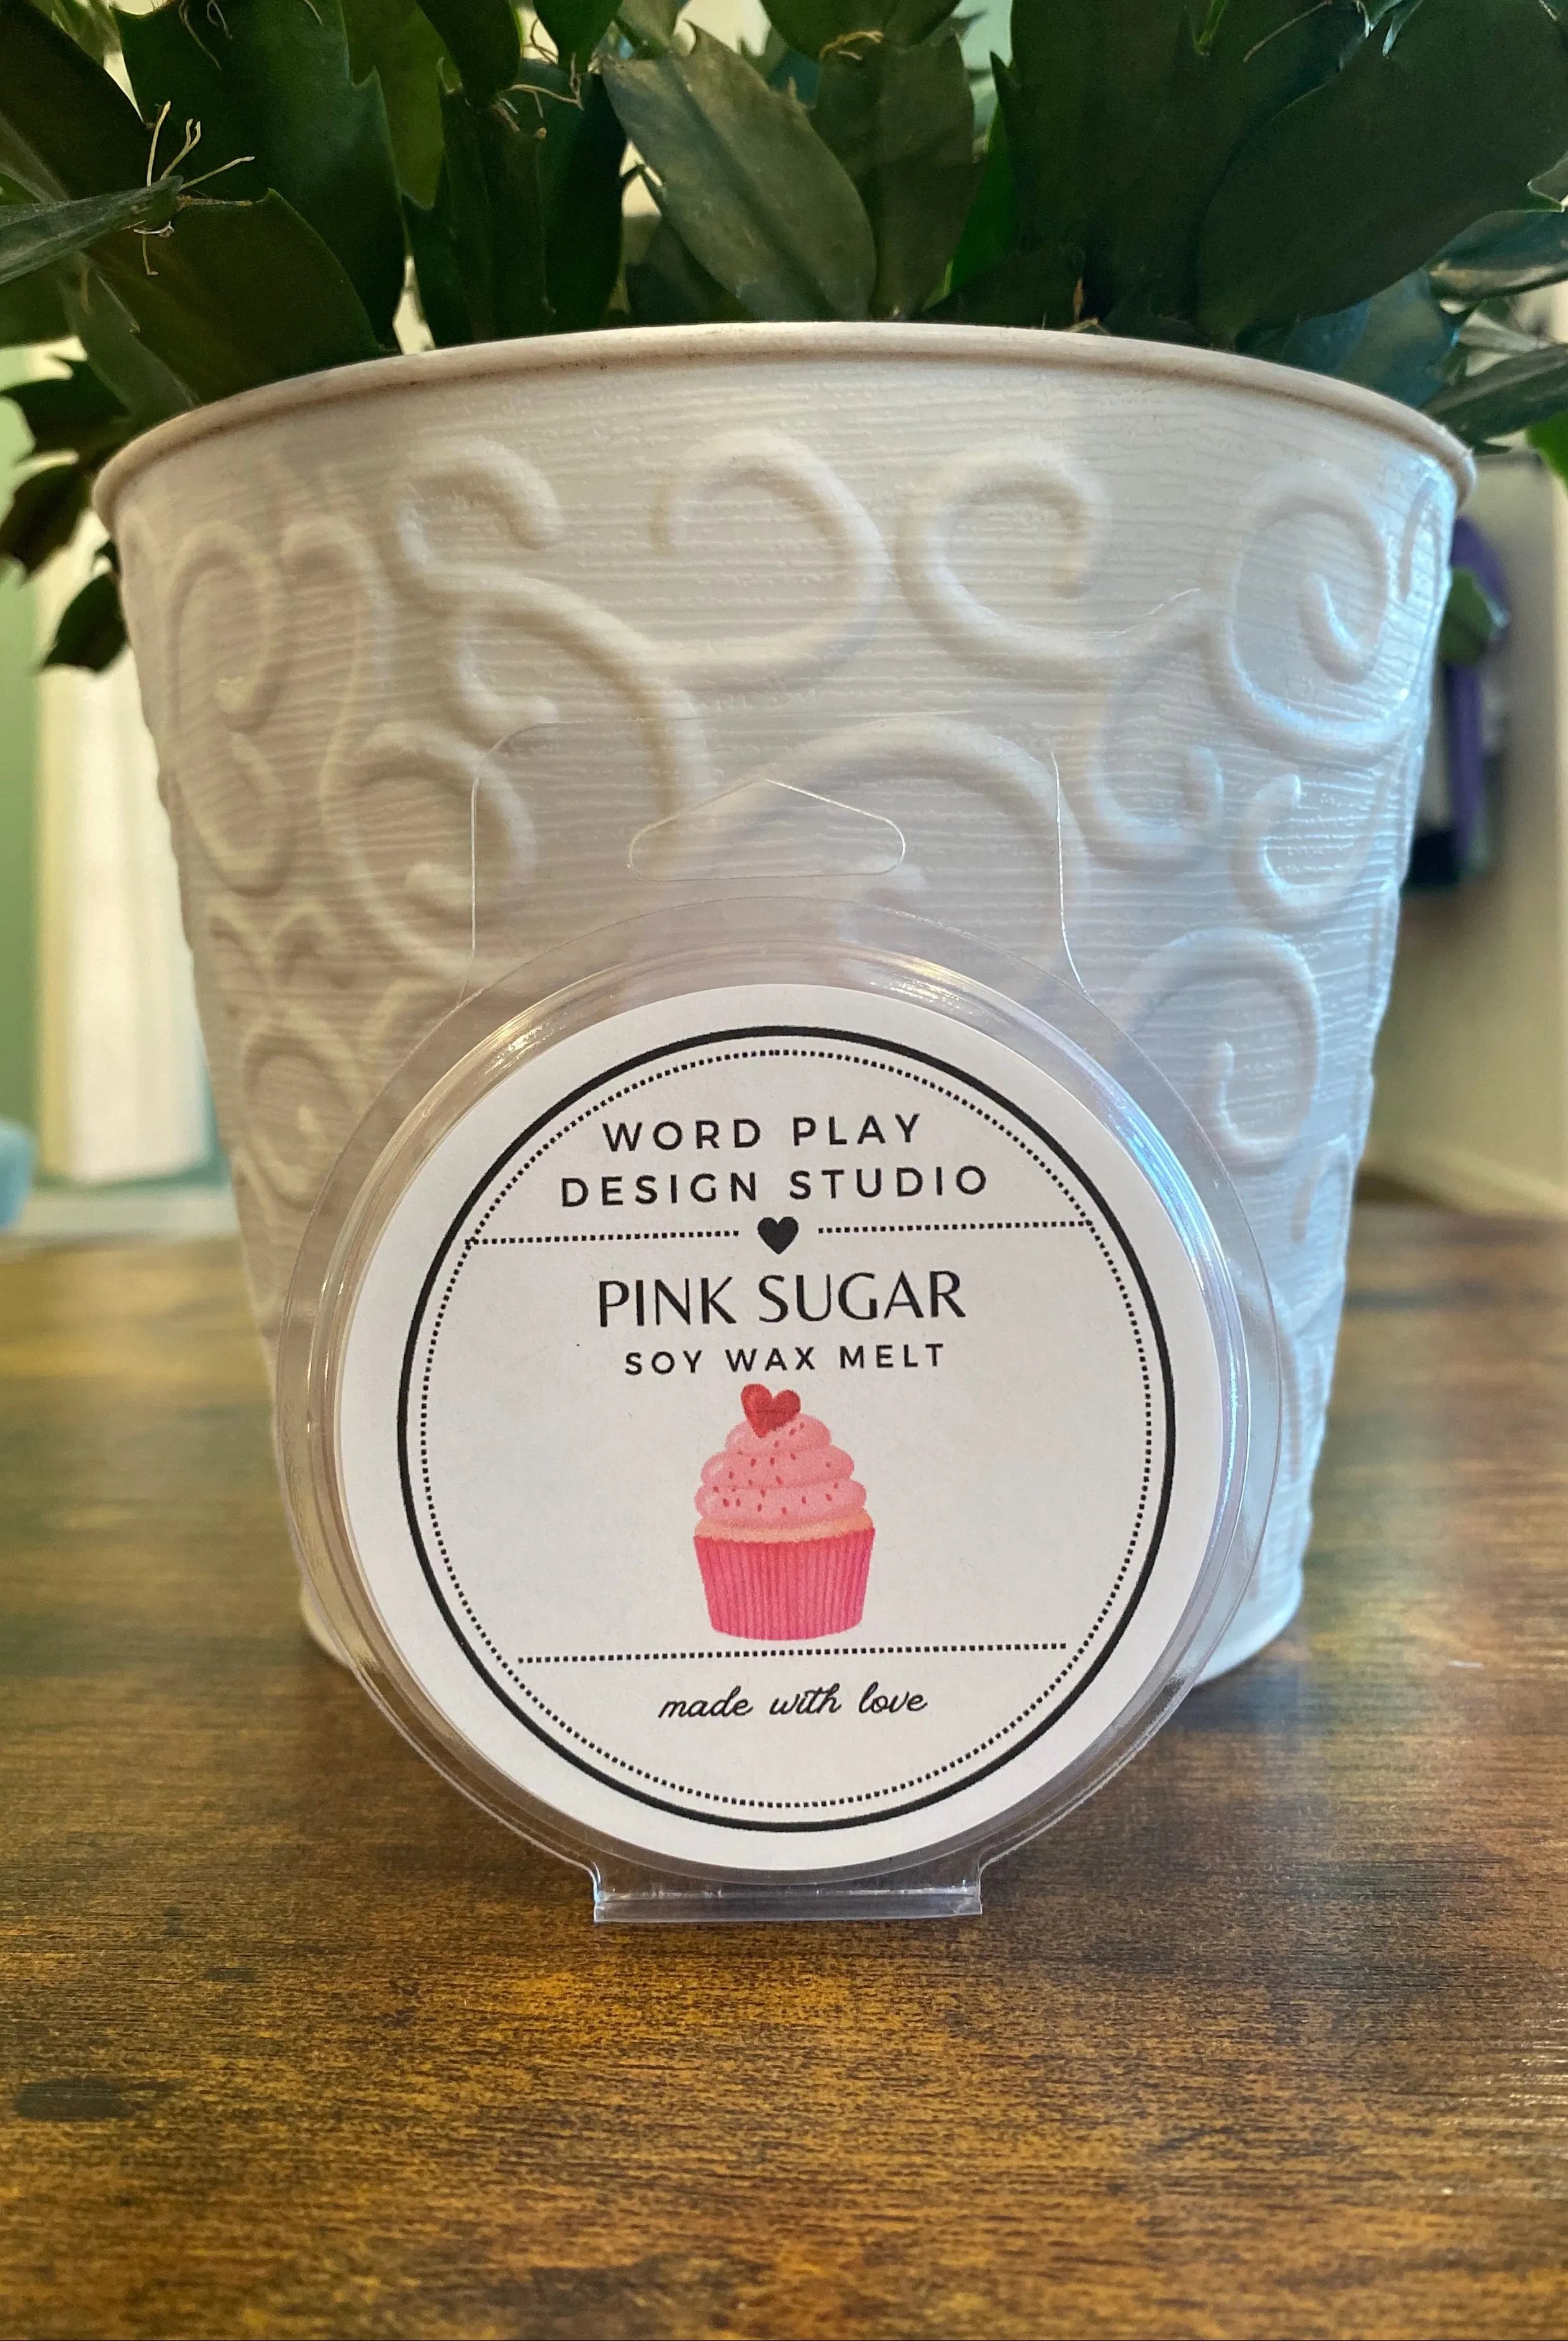 WORD PLAY
DESIGN STUDIO
PINK SUGAR
SOY WAX MELT
made with love